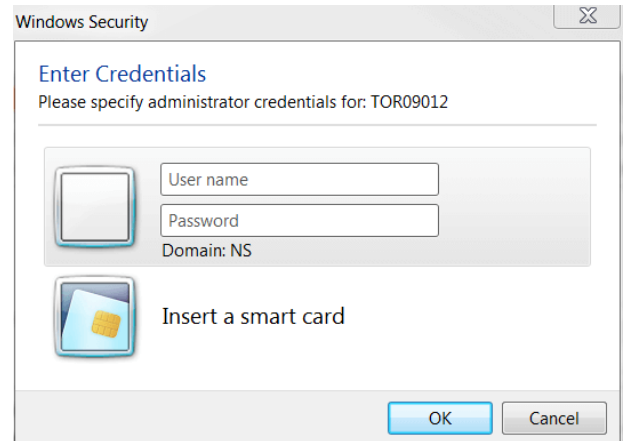 Windows Security
Enter Credentials
Please specify administrator credentials for: TOR09012
User name
Password
Domain: NS
Insert a smart card
OK
Cancel